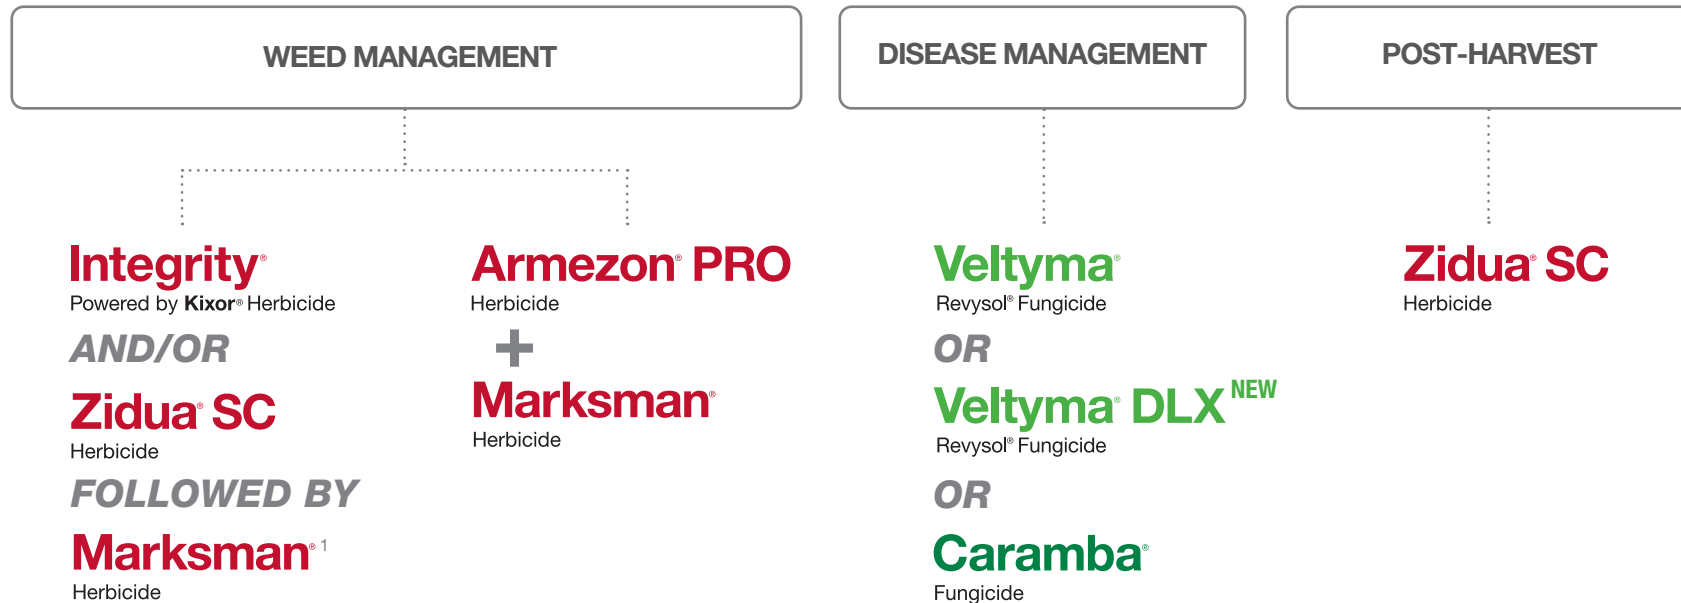 WEED MANAGEMENT
Integrity®
Powered by Kixor® Herbicide
AND/OR
Zidua® SC
Herbicide
FOLLOWED BY
Marksman® 1
Herbicide
Armezon® PRO
Herbicide
+
Marksman®
Herbicide
DISEASE MANAGEMENT
Veltyma®
Revysol® Fungicide
OR
Veltyma® DLX NEW
Revysol® Fungicide
OR
Caramba®
Fungicide
POST-HARVEST
Zidua® SC
Herbicide